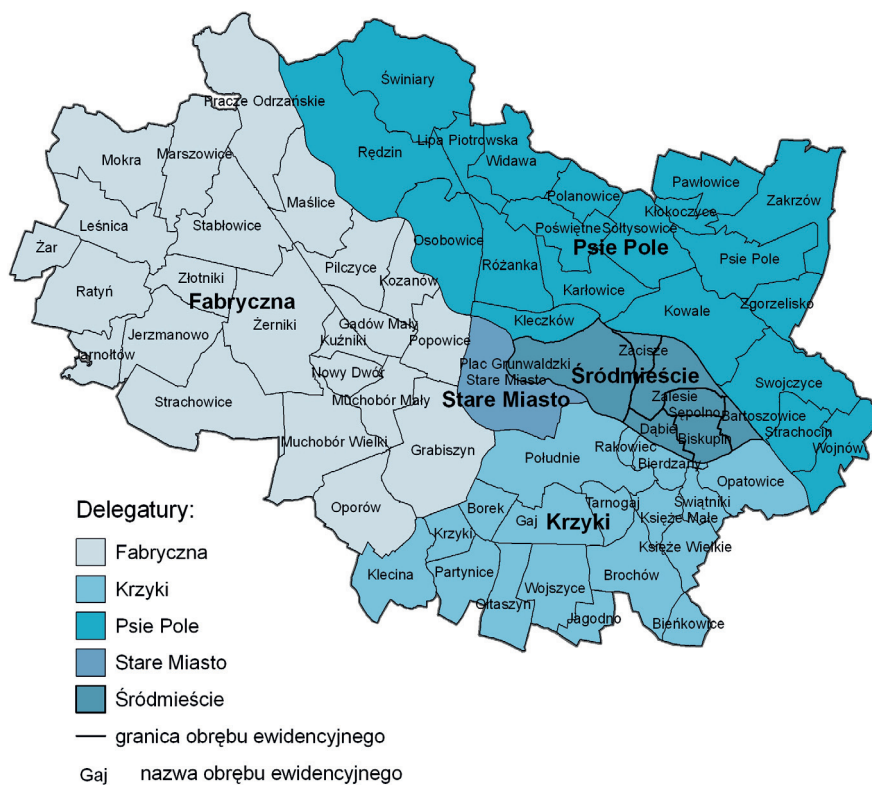 Świniary
Pracze Odrzańskie
Lipa Piotrowska
Rędzin
Widawa
Mokra
Marszowice
Pawłowice
Polanowice
Zakrzów
Maślice
Kłokoczyce
Leśnica
Stabłowice
Poświętne
Sołtysowice
Osobowice
Psie Pole
Żar
Psie Pole
Pilczyce
Różanka
Złotniki
Kozanów
Ratyń
Fabryczna
Karłowice
Zgorzelisko
Kowale
Żerniki
Gadów Mały
Kleczków
Jerzmanowo
Kuźniki
Popowice
Zacisze
Jarnołtów
Plac Grunwaldzki
Nowy Dwór
Śródmieście
Stare Miasto
Swojczyce
Strachowice
Muchobór Mały
Stare Miasto
Zalesie
Sępolno
Bartoszowice
Dąbie
Strachocin
Muchobór Wielki
Biskupin
Wojnów
Grabiszyn
Rakowiec
Południe
Bierdzany
Opatowice
Oporów
Borek
Tarnogaj
Świątniki
Gaj
Krzyki
Księże Małe
Krzyki
Księże Wielkie
Klecina
Partynice
Brochów
Ołtaszyn
Wojszyce
Jagodno
Bieńkowice
Delegatury:
Fabryczna
Krzyki
Psie Pole
Stare Miasto
Śródmieście
granica obrębu ewidencyjnego
Gaj nazwa obrębu ewidencyjnego